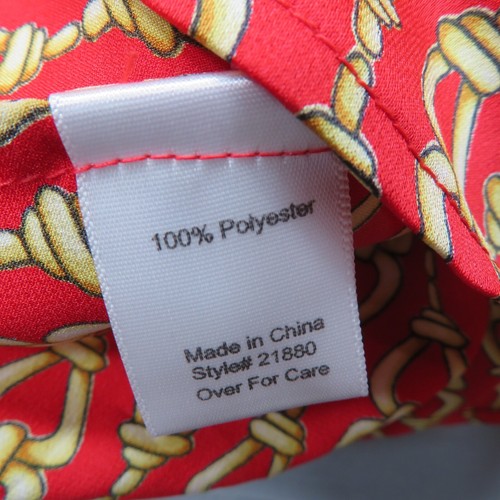 100% Polyester
Made in China
Style# 21880
Over For Care